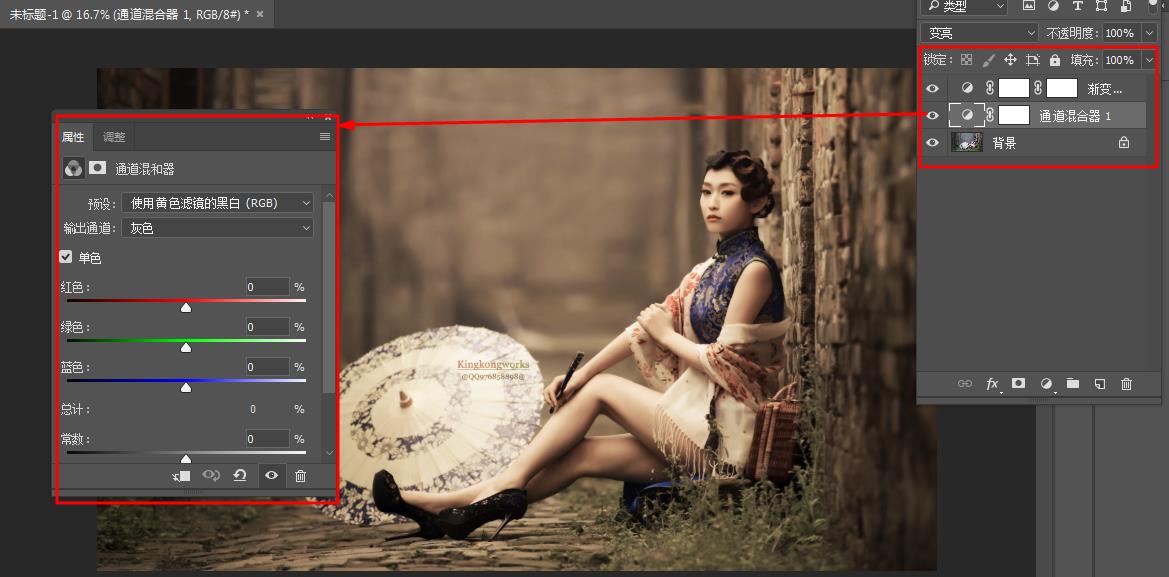 未标题-1 @ 16.7% (通道混合器 1, RGB/8#) * ×
类型
变亮 不透明度: 100%
锁定: 填充: 100%
渐变...
通道混合器 1
背景
fx
属性 调整
通道混和器
预设: 使用黄色滤镜的黑白 (RGB)
输出通道: 灰色
单色
红色: 0 %
绿色: 0 %
蓝色: 0 %
总计: 0 %
常数: 0 %
Kingkongworks
@QQ976858898@